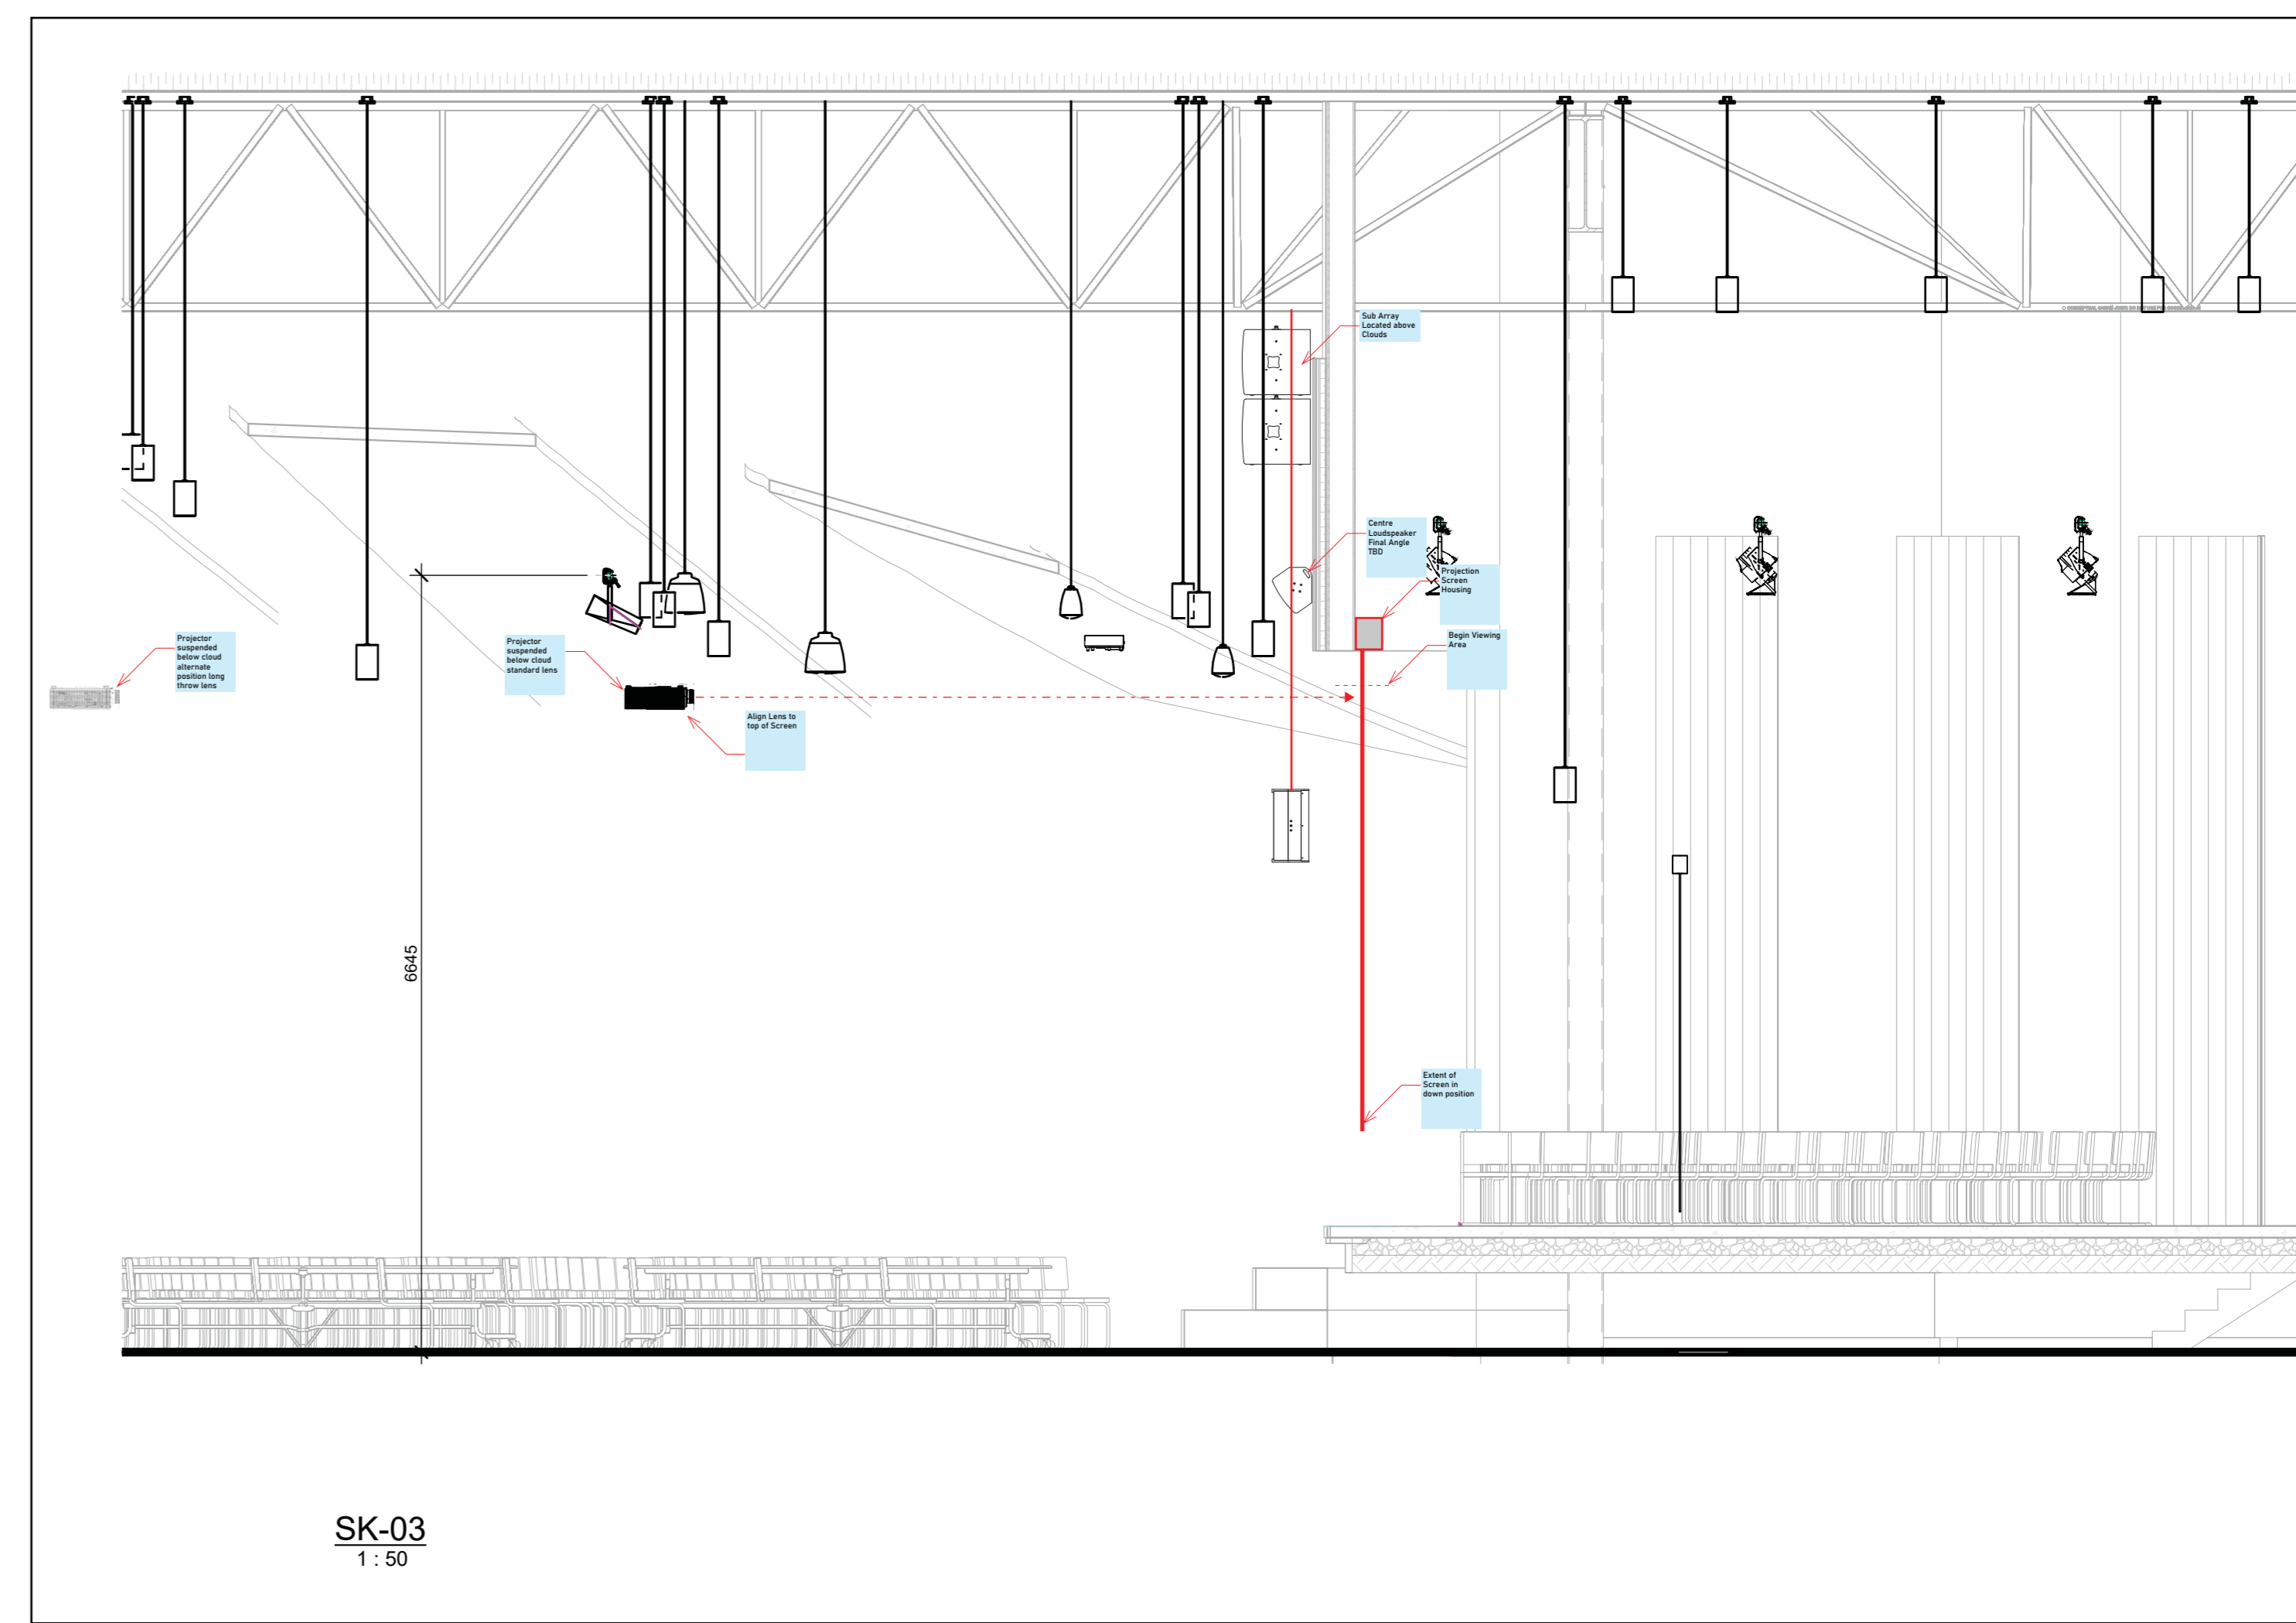 Sub Array
Located above
Clouds
Centre
Loudspeaker
Final Angle
TBD
Projection
Screen
Housing
Begin Viewing
Area
Projector
suspended
below cloud
alternate
position long
throw lens
Projector
suspended
below cloud
standard lens
Align Lens to
top of Screen
6645
Extent of
Screen in
down position
SK-03
1 : 50